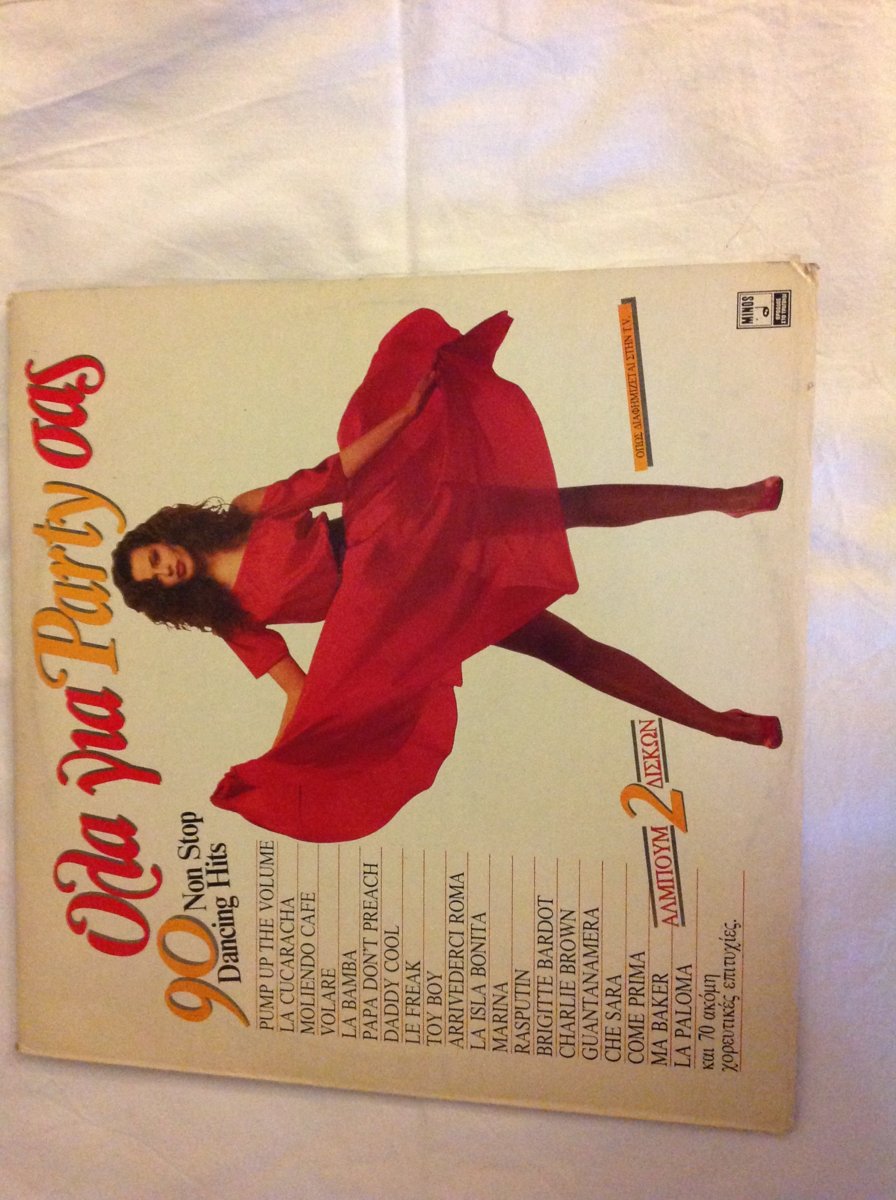 Όλα για Party σας
90 Non Stop
Dancing Hits
PUMP UP THE VOLUME
LA CUCARACHA
MOLIENDO CAFE
VOLARE
LA BAMBA
PAPA DON'T PREACH
DADDY COOL
LE FREAK
TOY BOY
ARRIVEDERCI ROMA
LA ISLA BONITA
MARINA
RASPUTIN
BRIGITTE BARDOT
CHARLIE BROWN
GUANTANAMERA
CHE SARA
COME PRIMA
MA BAKER
LA PALOMA
και 70 ακόμη
χορευτικές επιτυχίες.
ΑΛΜΠΟΥΜ
2
ΔΙΣΚΩΝ
ΟΠΩΣ ΔΙΑΦΗΜΙΖΕΤΑΙ ΣΤΗΝ T.V.
MINOS